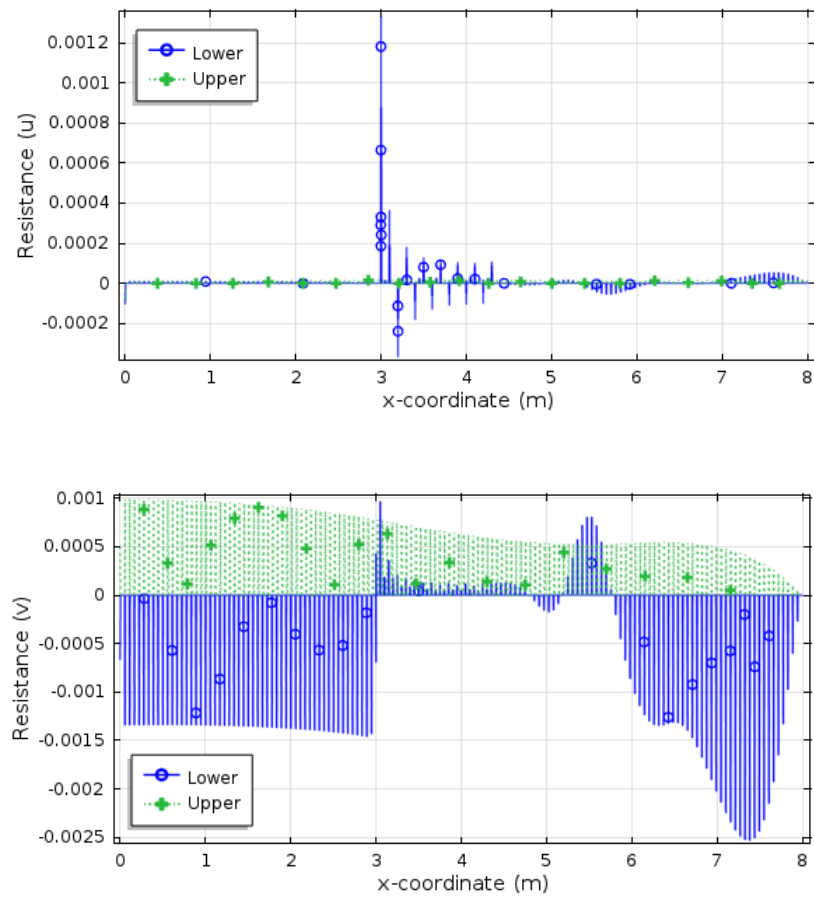 0.0012
0.001
0.0008
0.0006
0.0004
0.0002
0
-0.0002
Resistance (u)
Lower
Upper
0 1 2 3 4 5 6 7 8
x-coordinate (m)
0.001
0.0005
0
-0.0005
-0.001
-0.0015
-0.002
-0.0025
Resistance (v)
Lower
Upper
0 1 2 3 4 5 6 7 8
x-coordinate (m)